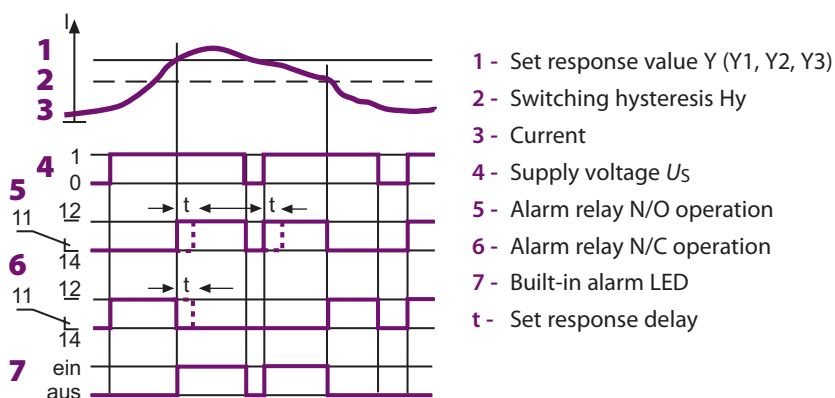 I
1
2
3
4
1
0
5
12
11
14
t
t
6
12
11
14
t
7
ein
aus
1 - Set response value Y (Y1, Y2, Y3)
2 - Switching hysteresis Hy
3 - Current
4 - Supply voltage US
5 - Alarm relay N/O operation
6 - Alarm relay N/C operation
7 - Built-in alarm LED
t - Set response delay